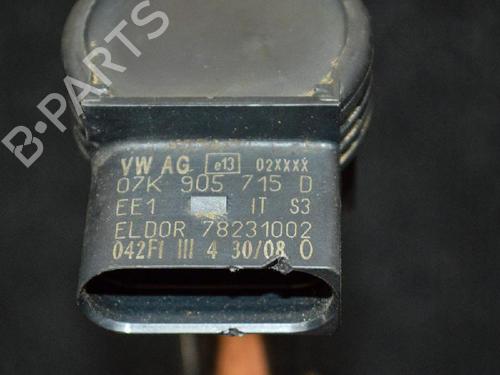 B-PARTS
VW AG e13 02XXXX
07K 905 715 D
EE1 IT S3
ELDOR 78231002
042FI III 4 30/08 0
B-PARTS